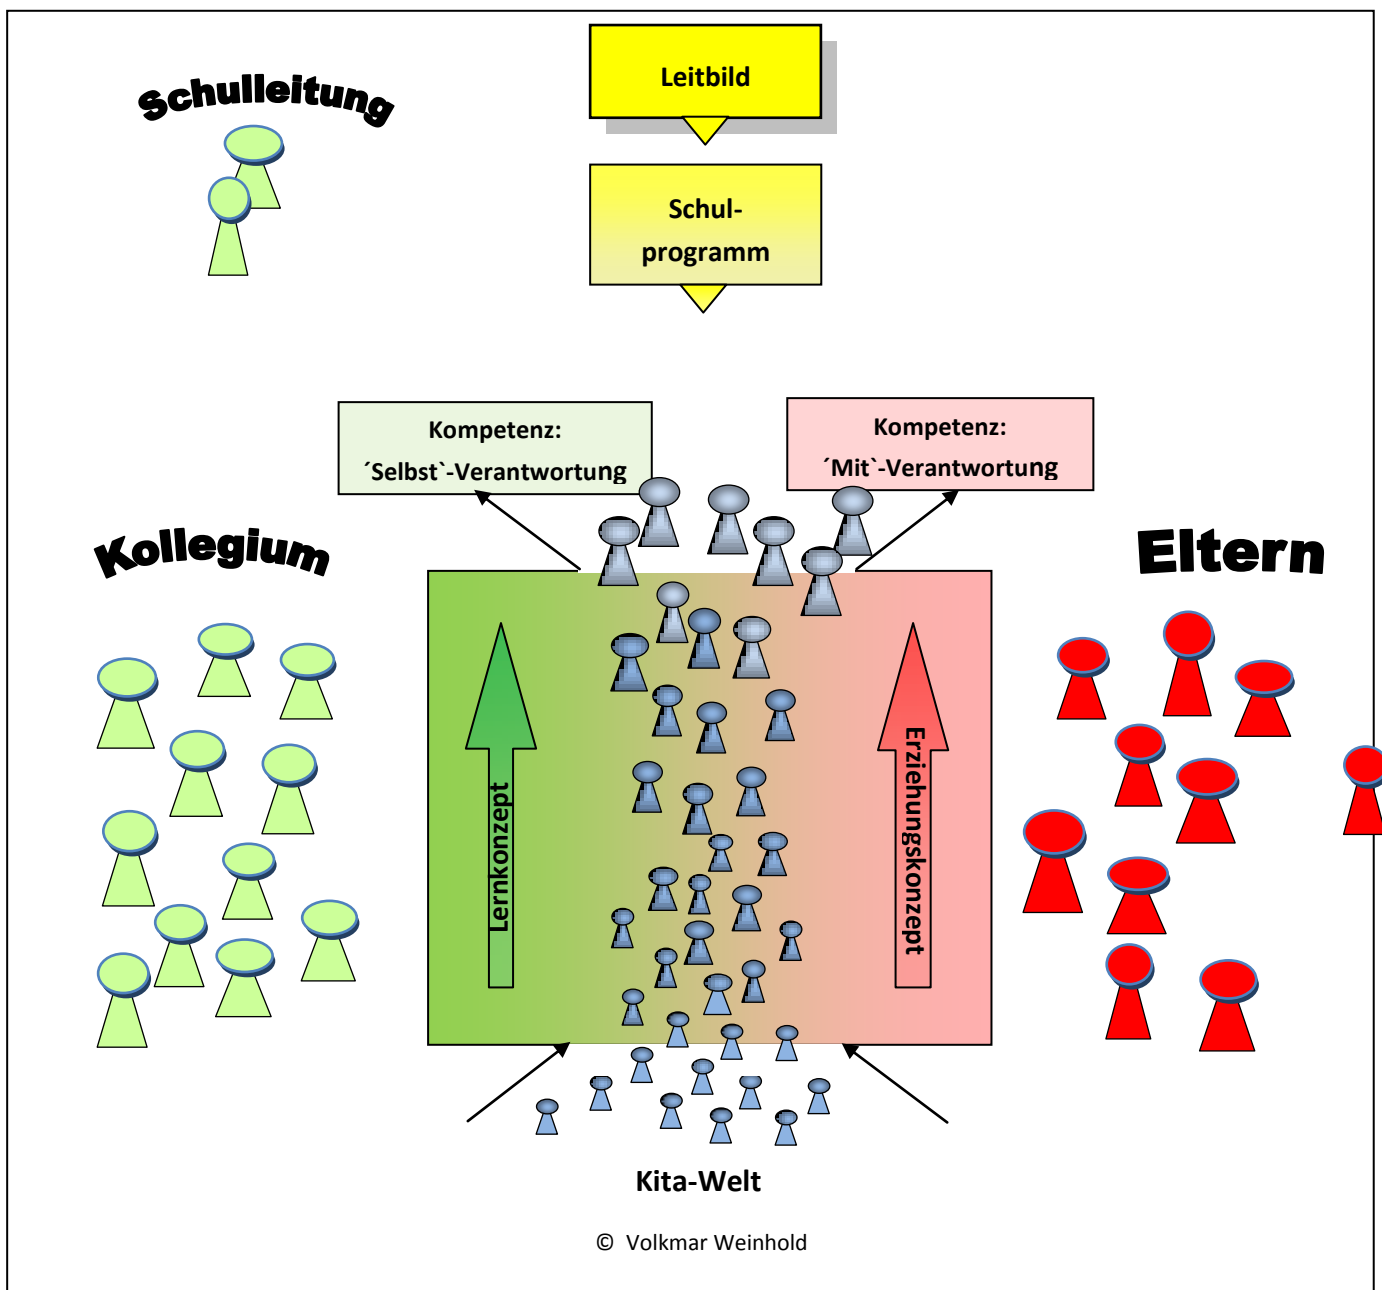 Schulleitung
Leitbild
Schul-
programm
Kompetenz:
´Selbst`-Verantwortung
Kompetenz:
´Mit`-Verantwortung
Kollegium
Eltern
Lernkonzept
Erziehungskonzept
Kita-Welt
© Volkmar Weinhold